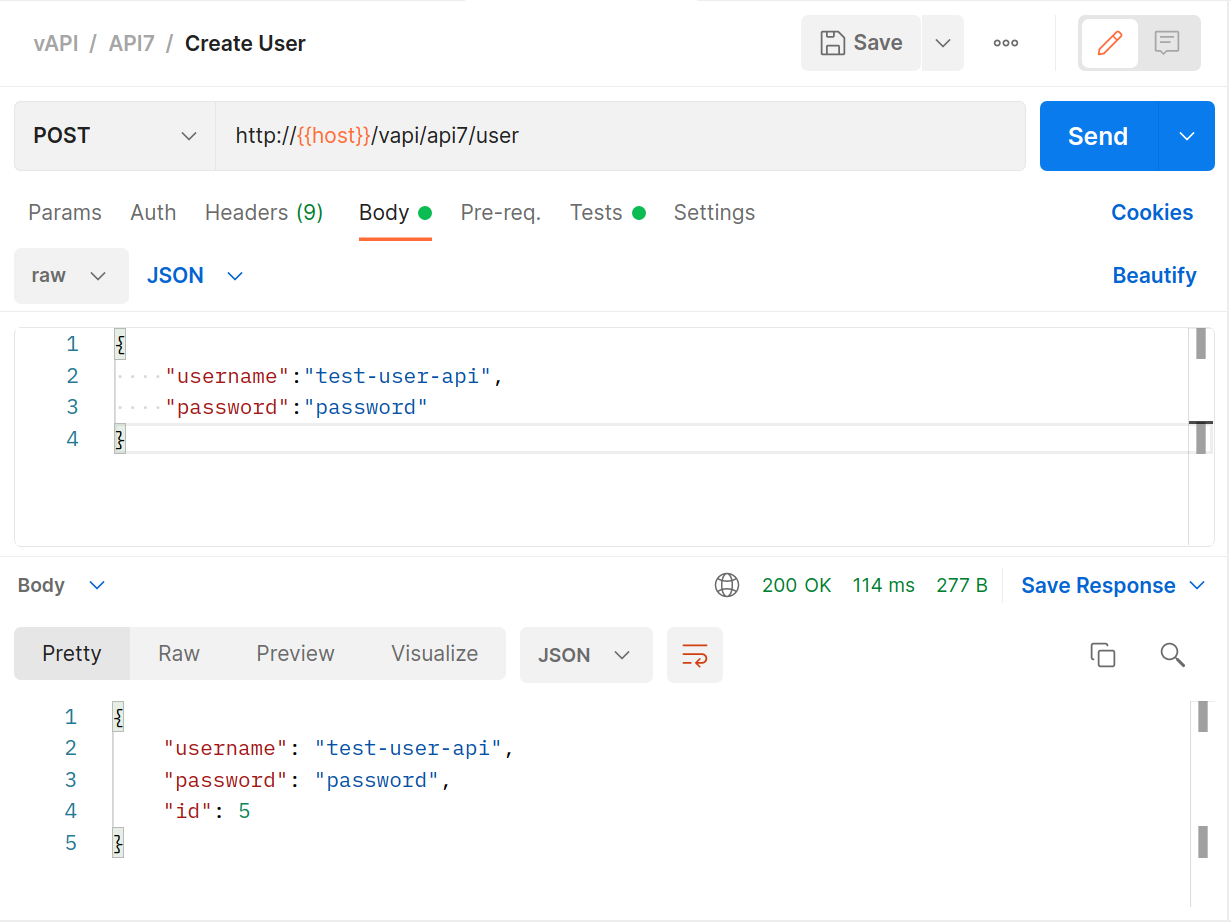 vAPI / API7 / Create User
Save
POST http://{{host}}/vapi/api7/user Send
Params Auth Headers (9) Body Pre-req. Tests Settings Cookies
raw JSON Beautify
1 {
2 ····"username":"test-user-api",
3 ····"password":"password"
4 }
Body 200 OK 114 ms 277 B Save Response
Pretty Raw Preview Visualize JSON
1 {
2 "username": "test-user-api",
3 "password": "password",
4 "id": 5
5 }